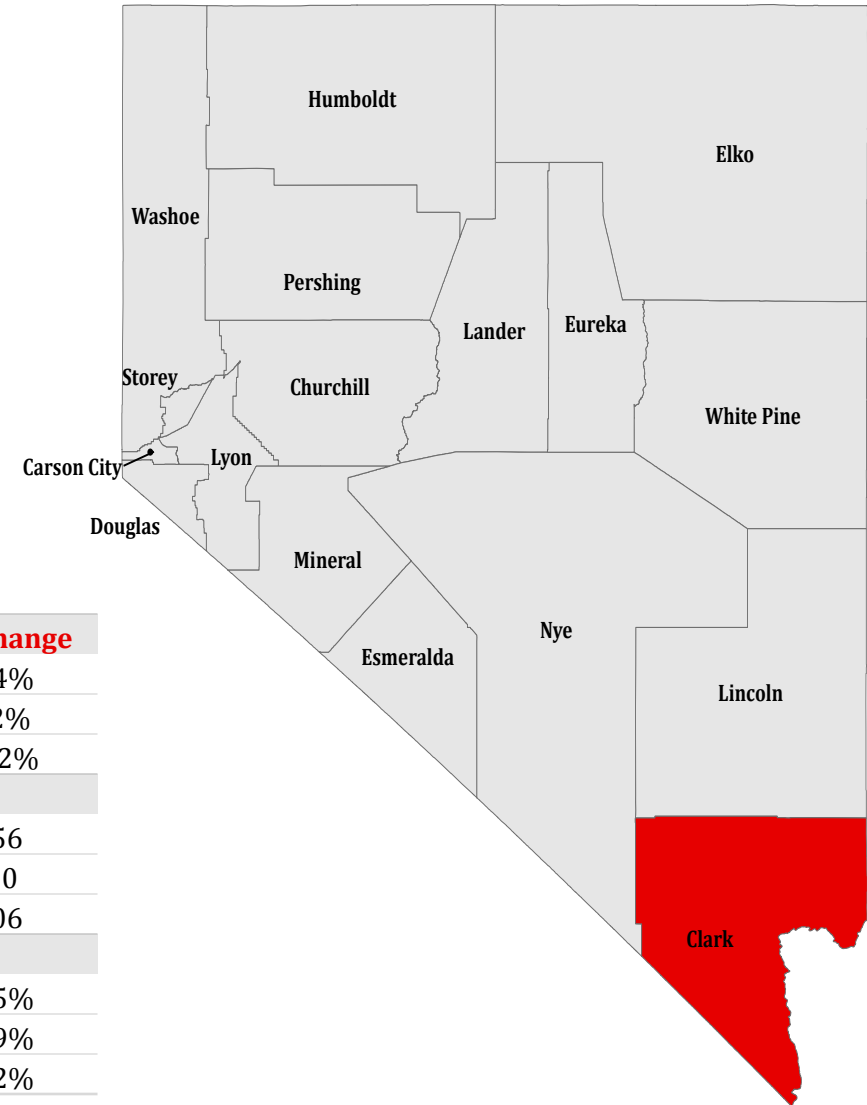 Humboldt
Elko
Washoe
Pershing
Lander
Eureka
Storey
Churchill
White Pine
Lyon
Carson City
Douglas
Mineral
Nye
Esmeralda
Lincoln
Clark
hange
4%
2%
2%
56
0
06
5%
9%
2%